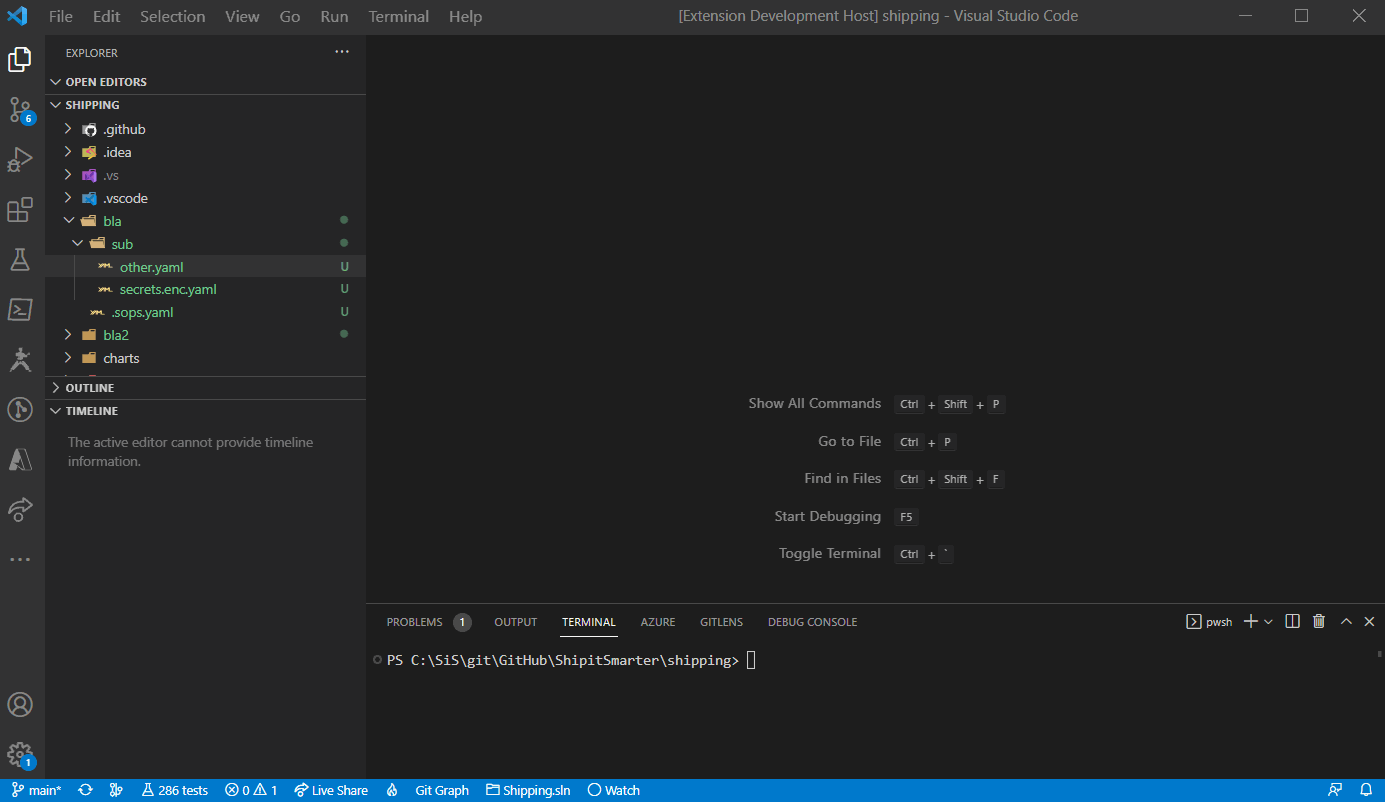 File Edit Selection View Go Run Terminal Help [Extension Development Host] shipping - Visual Studio Code
EXPLORER ...
OPEN EDITORS
SHIPPING
.github
.idea
.vs
.vscode
bla
sub
other.yaml U
secrets.enc.yaml U
.sops.yaml U
bla2
charts
OUTLINE
TIMELINE
The active editor cannot provide timeline
information.
6
1
Show All Commands Ctrl + Shift + P
Go to File Ctrl + P
Find in Files Ctrl + Shift + F
Start Debugging F5
Toggle Terminal Ctrl + `
PROBLEMS 1 OUTPUT TERMINAL AZURE GITLENS DEBUG CONSOLE pwsh
PS C:\SiS\git\GitHub\ShipitSmarter\shipping>
main* 286 tests 0 1 Live Share Git Graph Shipping.sln Watch